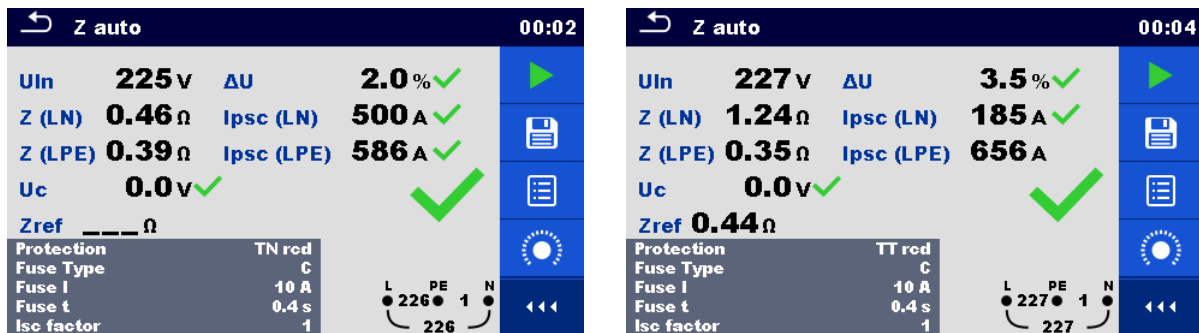 Z auto 00:02
Uln 225 V ΔU 2.0 %
Z (LN) 0.46 Ω Ipsc (LN) 500 A
Z (LPE) 0.39 Ω Ipsc (LPE) 586 A
Uc 0.0 V
Zref ___ Ω
Protection TN rcd
Fuse Type C
Fuse I 10 A
Fuse t 0.4 s
Isc factor 1
L PE N
226 1
226
Z auto 00:04
Uln 227 V ΔU 3.5 %
Z (LN) 1.24 Ω Ipsc (LN) 185 A
Z (LPE) 0.35 Ω Ipsc (LPE) 656 A
Uc 0.0 V
Zref 0.44 Ω
Protection TT rcd
Fuse Type C
Fuse I 10 A
Fuse t 0.4 s
Isc factor 1
L PE N
227 1
227